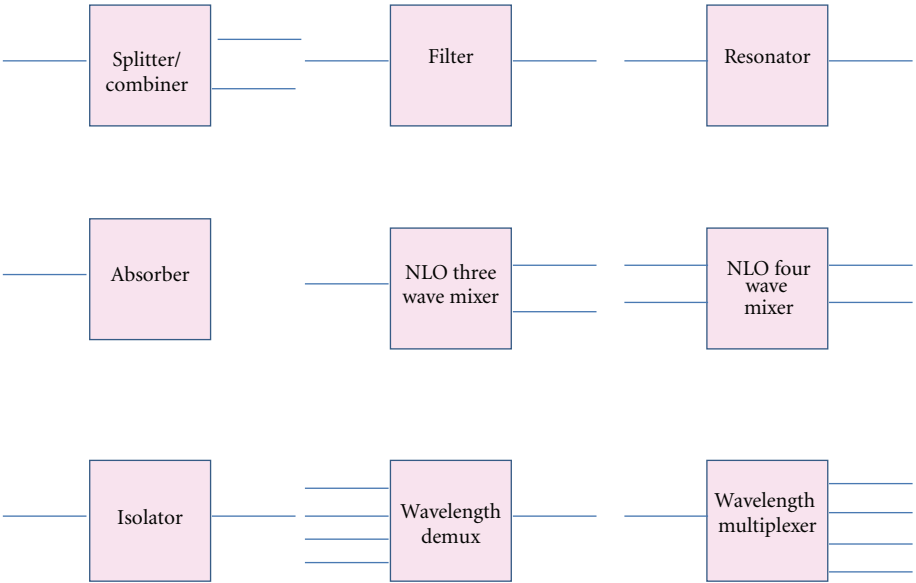 Splitter/
combiner
Filter
Resonator
Absorber
NLO three
wave mixer
NLO four
wave
mixer
Isolator
Wavelength
demux
Wavelength
multiplexer